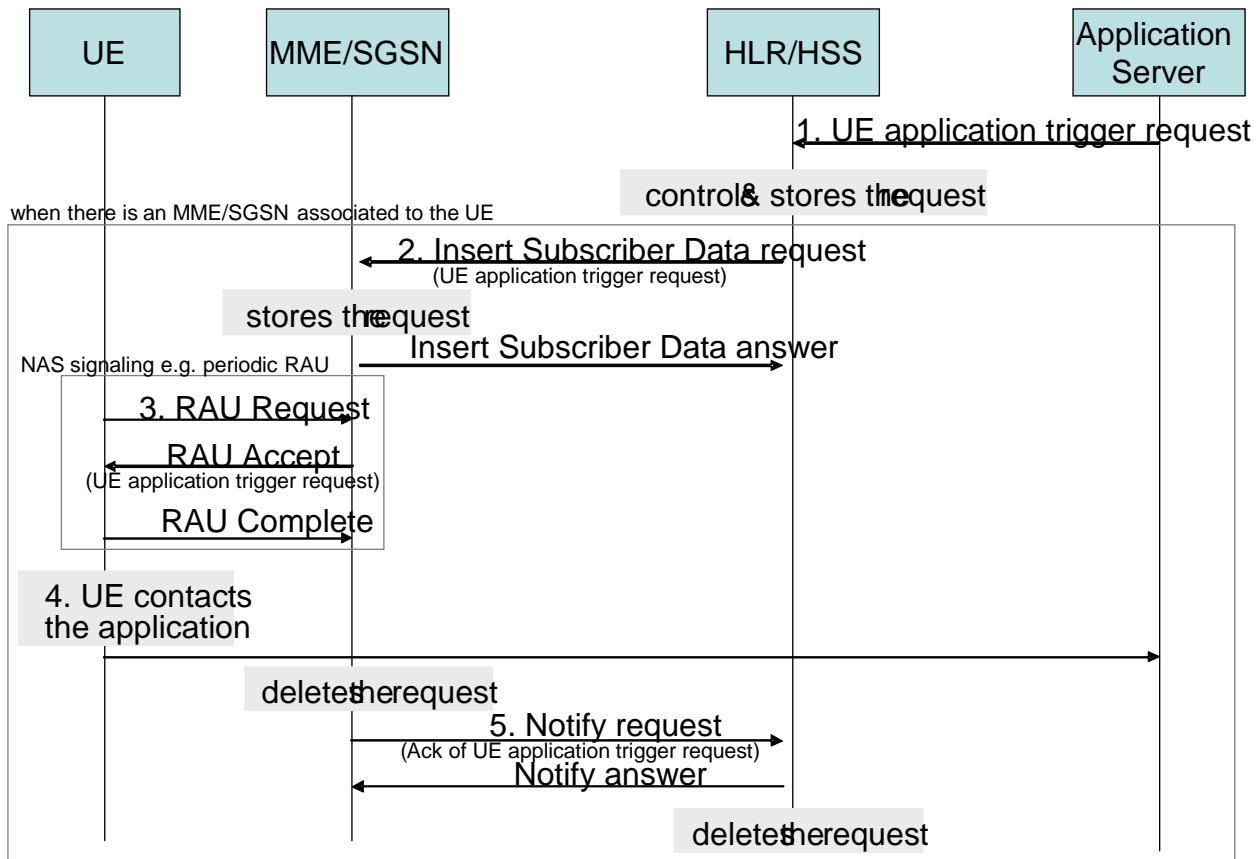 UE
MME/SGSN
HLR/HSS
Application
Server
1. UE application trigger request
controls & stores the request
when there is an MME/SGSN associated to the UE
2. Insert Subscriber Data request
(UE application trigger request)
stores the request
Insert Subscriber Data answer
NAS signaling e.g. periodic RAU
3. RAU Request
RAU Accept
(UE application trigger request)
RAU Complete
4. UE contacts
the application
deletes the request
5. Notify request
(Ack of UE application trigger request)
Notify answer
deletes the request